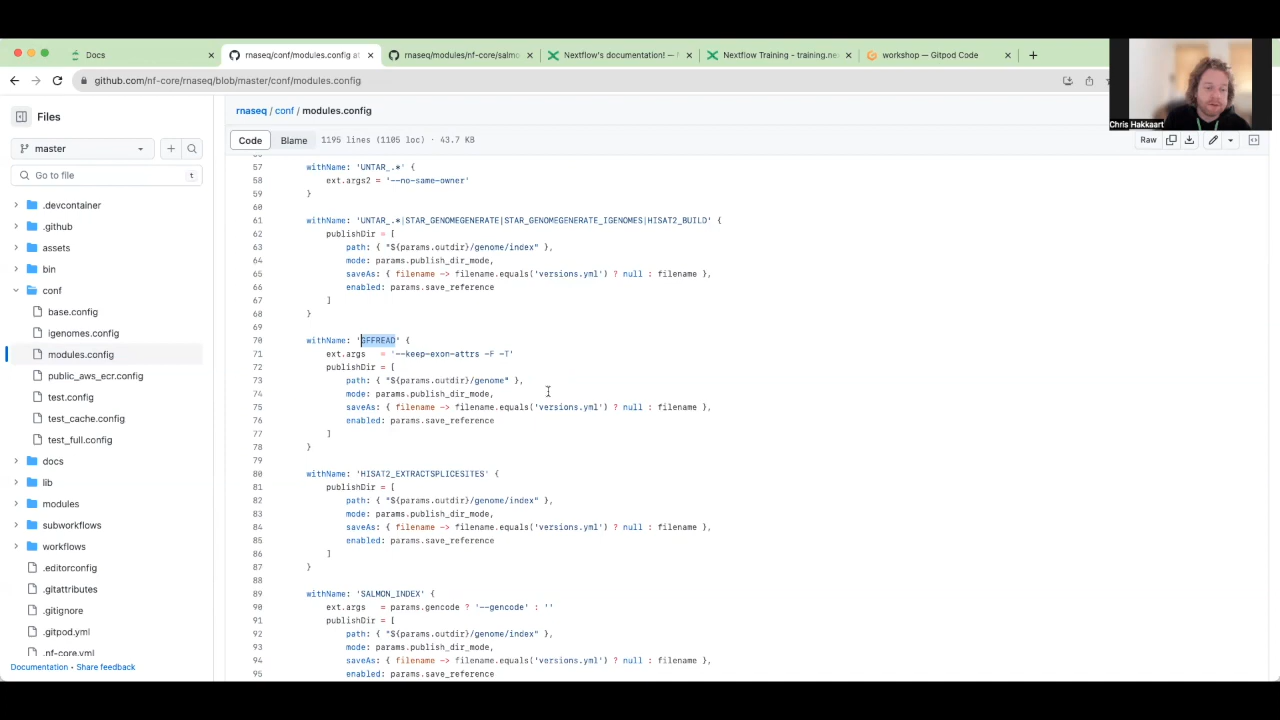 Docs
rnaseq/conf/modules.config at
rnaseq/modules/nf-core/salmo
Nextflow's documentation! —
Nextflow Training - training.ne
workshop — Gitpod Code
github.com/nf-core/rnaseq/blob/master/conf/modules.config
Chris Hakkaart
Files
master
Go to file
t
.devcontainer
.github
assets
bin
conf
base.config
igenomes.config
modules.config
public_aws_ecr.config
test.config
test_cache.config
test_full.config
docs
lib
modules
subworkflows
workflows
.editorconfig
.gitattributes
.gitignore
.gitpod.yml
.nf-core.yml
Documentation • Share feedback
rnaseq / conf / modules.config
Code
Blame
1195 lines (1105 loc) · 43.7 KB
Raw
57 withName: 'UNTAR_.*' {
58 ext.args2 = '--no-same-owner'
59 }
60
61 withName: 'UNTAR_.*|STAR_GENOMEGENERATE|STAR_GENOMEGENERATE_IGENOMES|HISAT2_BUILD' {
62 publishDir = [
63 path: { "${params.outdir}/genome/index" },
64 mode: params.publish_dir_mode,
65 saveAs: { filename -> filename.equals('versions.yml') ? null : filename },
66 enabled: params.save_reference
67 ]
68 }
69
70 withName: 'GFFREAD' {
71 ext.args = '--keep-exon-attrs -F -T'
72 publishDir = [
73 path: { "${params.outdir}/genome" },
74 mode: params.publish_dir_mode,
75 saveAs: { filename -> filename.equals('versions.yml') ? null : filename },
76 enabled: params.save_reference
77 ]
78 }
79
80 withName: 'HISAT2_EXTRACTSPLICESITES' {
81 publishDir = [
82 path: { "${params.outdir}/genome/index" },
83 mode: params.publish_dir_mode,
84 saveAs: { filename -> filename.equals('versions.yml') ? null : filename },
85 enabled: params.save_reference
86 ]
87 }
88
89 withName: 'SALMON_INDEX' {
90 ext.args = params.gencode ? '--gencode' : ''
91 publishDir = [
92 path: { "${params.outdir}/genome/index" },
93 mode: params.publish_dir_mode,
94 saveAs: { filename -> filename.equals('versions.yml') ? null : filename },
95 enabled: params.save_reference